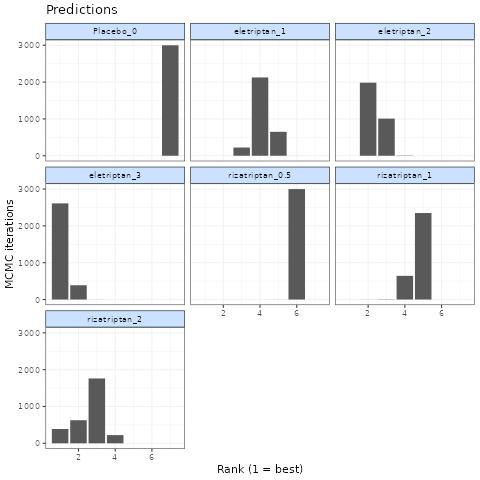 Predictions
Placebo_0 eletriptan_1 eletriptan_2
3000
2000
1000
0
eletriptan_3 rizatriptan_0.5 rizatriptan_1
3000
2000
1000
0
2 4 6 2 4 6
rizatriptan_2
3000
2000
1000
0
2 4 6
MCMC iterations
Rank (1 = best)